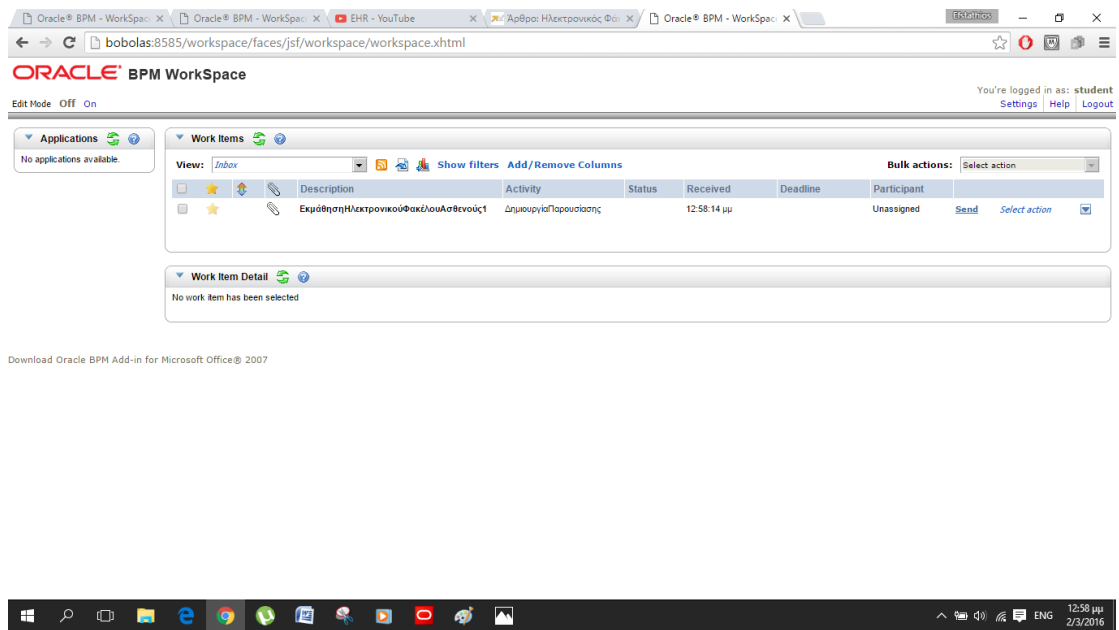 Oracle® BPM - WorkSpac
Oracle® BPM - WorkSpac
EHR - YouTube
Άρθρο: Ηλεκτρονικός Φάκ
Oracle® BPM - WorkSpac
Efstathios
bobolas:8585/workspace/faces/jsf/workspace/workspace.xhtml
ORACLE® BPM WorkSpace
You're logged in as: student
Edit Mode Off On
Settings Help Logout
Applications
No applications available.
Work Items
View: Inbox Show filters Add/Remove Columns Bulk actions: Select action
Description Activity Status Received Deadline Participant
ΕκμάθησηΗλεκτρονικούΦακέλουΑσθενούς1 ΔημιουργίαΠαρουσίασης 12:58:14 μμ Unassigned Send Select action
Work Item Detail
No work item has been selected
Download Oracle BPM Add-in for Microsoft Office® 2007
ENG
12:58 μμ
2/3/2016